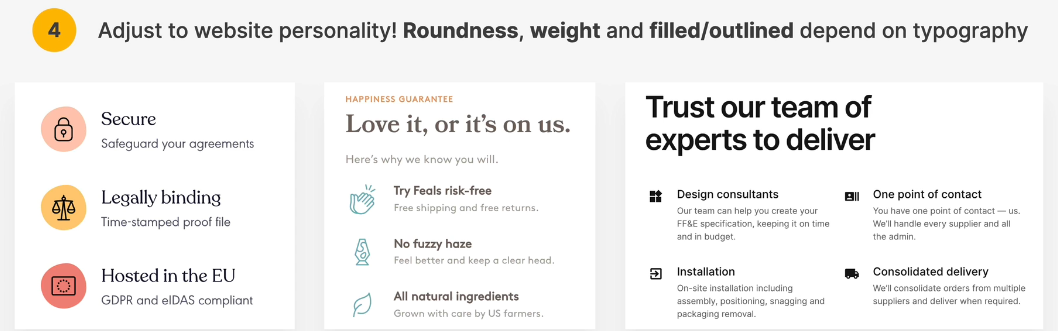 4
Adjust to website personality! Roundness, weight and filled/outlined depend on typography
Secure
Safeguard your agreements
Legally binding
Time-stamped proof file
Hosted in the EU
GDPR and eIDAS compliant
HAPPINESS GUARANTEE
Love it, or it's on us.
Here's why we know you will.
Try Feals risk-free
Free shipping and free returns.
No fuzzy haze
Feel better and keep a clear head.
All natural ingredients
Grown with care by US farmers.
Trust our team of
experts to deliver
Design consultants
Our team can help you create your
FF&E specification, keeping it on time
and in budget.
One point of contact
You have one point of contact — us.
We'll handle every supplier and all
the admin.
Installation
On-site installation including
assembly, positioning, snagging and
packaging removal.
Consolidated delivery
We'll consolidate orders from multiple
suppliers and deliver when required.